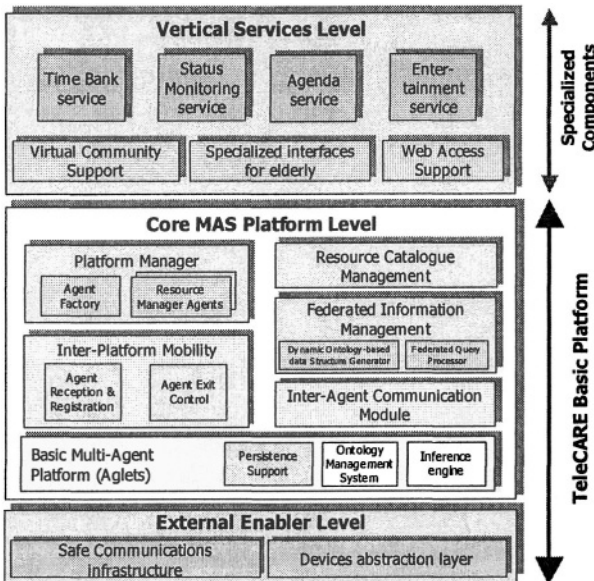 Vertical Services Level
Time Bank
service
Status
Monitoring
service
Agenda
service
Enter-
tainment
service
Virtual Community
Support
Specialized interfaces
for elderly
Web Access
Support
Specialized
Components
Core MAS Platform Level
Platform Manager
Agent
Factory
Resource
Manager Agents
Resource Catalogue
Management
Federated Information
Management
Dynamic Ontology-based
data Structure Generator
Federated Query
Processor
Inter-Platform Mobility
Agent
Reception &
Registration
Agent Exit
Control
Inter-Agent Communication
Module
Basic Multi-Agent
Platform (Aglets)
Persistence
Support
Ontology
Management
System
Inference
engine
TeleCARE Basic Platform
External Enabler Level
Safe Communications
infrastructure
Devices abstraction layer